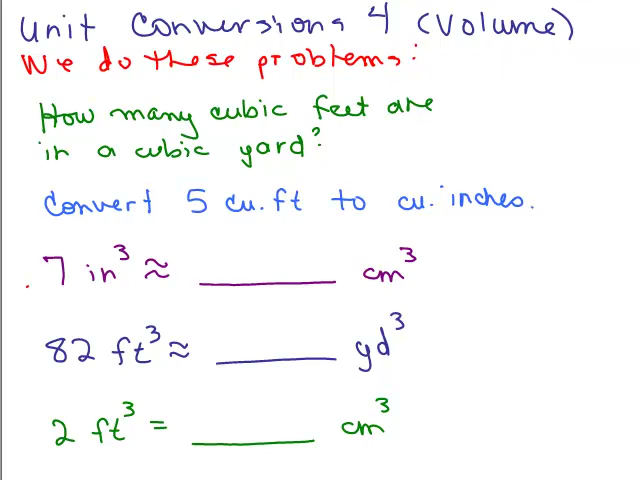 Unit Conversions 4 (Volume)
We do these problems:
How many cubic feet are
in a cubic yard?
Convert 5 cu.ft to cu. inches.
7 in³ ≈ ______ cm³
82 ft³ ≈ ______ yd³
2 ft³ = ______ cm³